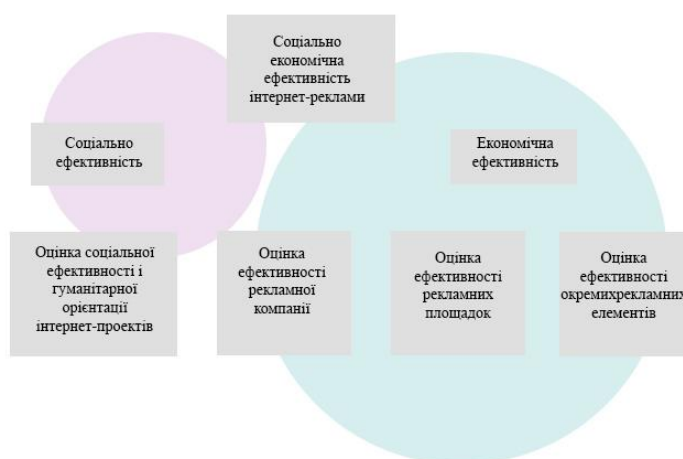 Соціально
економічна
ефективність
інтернет-реклами
Соціально
ефективність
Економічна
ефективність
Оцінка соціальної
ефективності і
гуманітарної
орієнтації
інтернет-проектів
Оцінка
ефективності
рекламної
компанії
Оцінка
ефективності
рекламних
площадок
Оцінка
ефективності
окремихрекламних
елементів